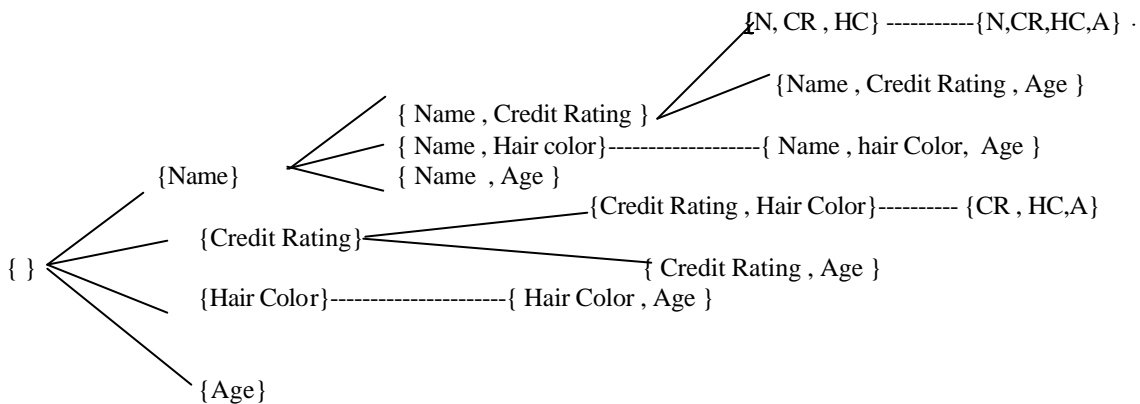 {N, CR , HC} -----------{N,CR,HC,A} -
{Name , Credit Rating , Age }
{ Name , Credit Rating }
{ Name , Hair color}-------------------{ Name , hair Color, Age }
{Name}
{ Name , Age }
{Credit Rating , Hair Color}---------- {CR , HC,A}
{Credit Rating}
{ }
{ Credit Rating , Age }
{Hair Color}----------------------{ Hair Color , Age }
{Age}